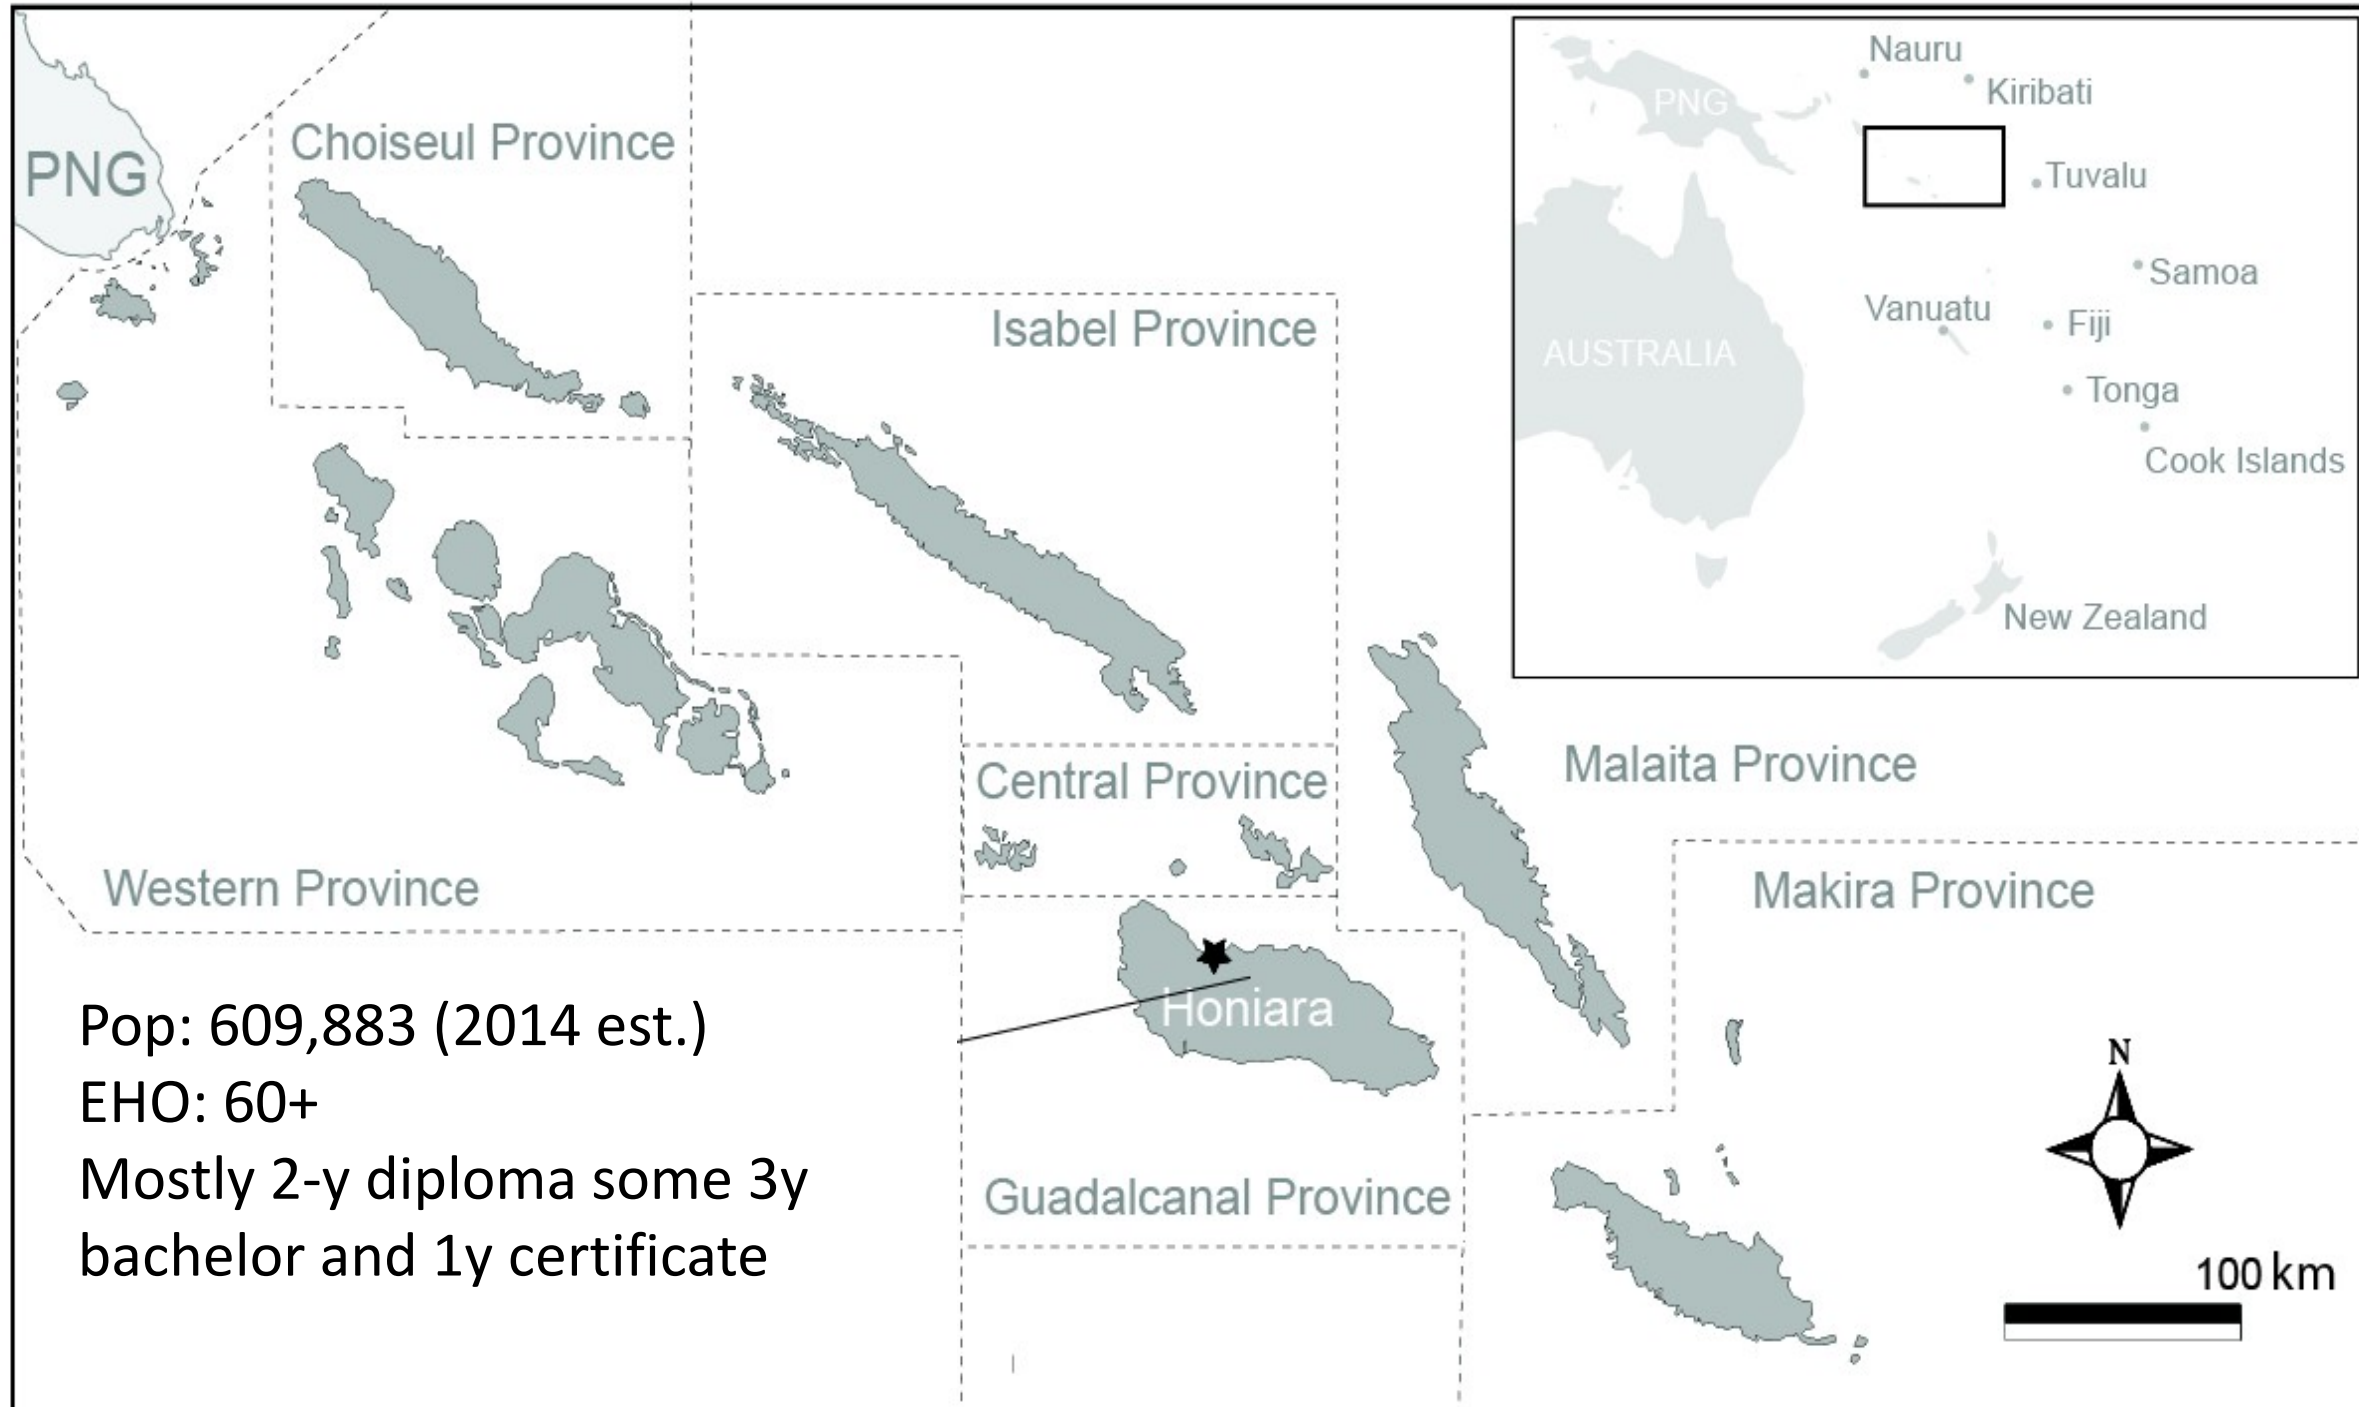 PNG
Choiseul Province
Isabel Province
Central Province
Western Province
Malaita Province
Makira Province
Honiara
Guadalcanal Province
Pop: 609,883 (2014 est.)
EHO: 60+
Mostly 2-y diploma some 3y
bachelor and 1y certificate
Nauru
Kiribati
PNG
Tuvalu
Samoa
Vanuatu
Fiji
AUSTRALIA
Tonga
Cook Islands
New Zealand
N
100 km